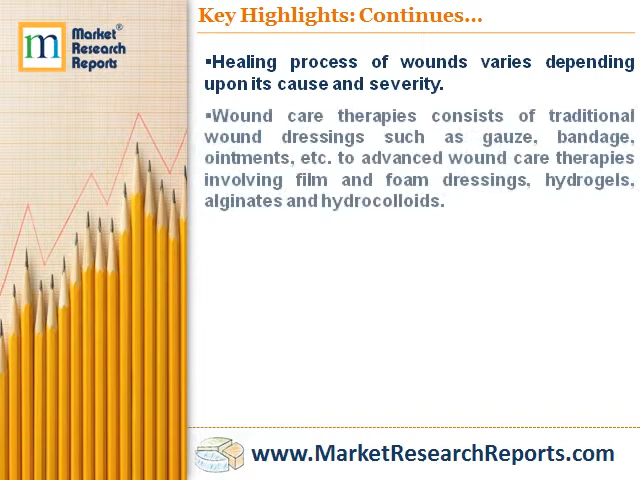 Key Highlights: Continues...
m
Market®
Research
Reports
▪Healing process of wounds varies depending
upon its cause and severity.
▪Wound care therapies consists of traditional
wound dressings such as gauze, bandage,
ointments, etc. to advanced wound care therapies
involving film and foam dressings, hydrogels,
alginates and hydrocolloids.
www.MarketResearchReports.com